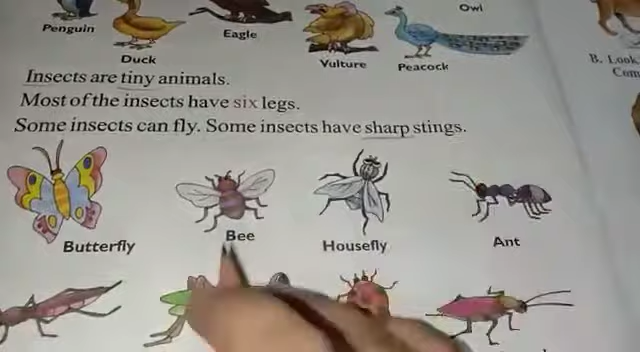 Penguin
Duck
Eagle
Vulture
Peacock
Owl
Insects are tiny animals.
Most of the insects have six legs.
Some insects can fly. Some insects have sharp stings.
Butterfly
Bee
Housefly
Ant
B. Look
Com